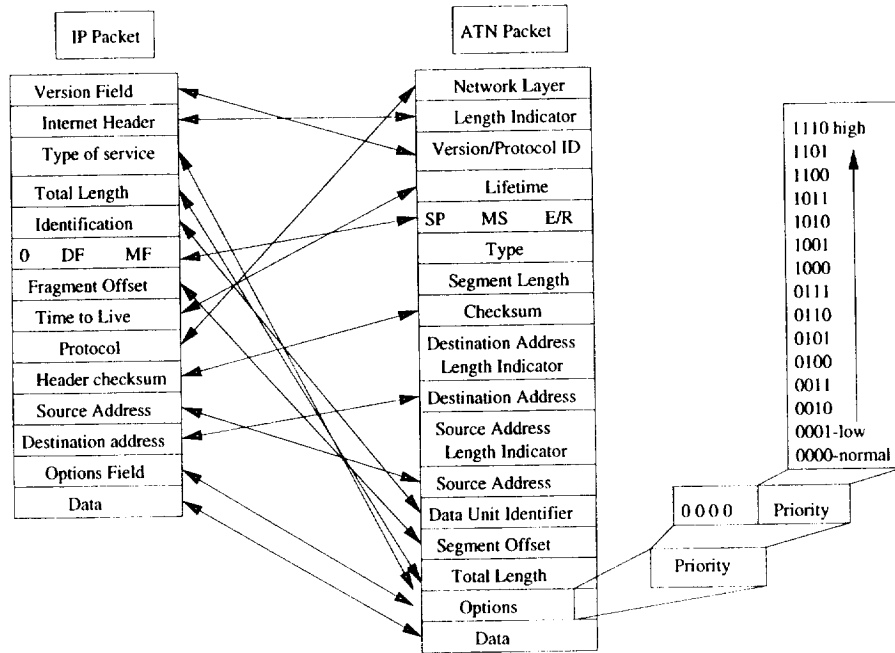 IP Packet
Version Field
Internet Header
Type of service
Total Length
Identification
0 DF MF
Fragment Offset
Time to Live
Protocol
Header checksum
Source Address
Destination address
Options Field
Data
ATN Packet
Network Layer
Length Indicator
Version/Protocol ID
Lifetime
SP MS E/R
Type
Segment Length
Checksum
Destination Address
Length Indicator
Destination Address
Source Address
Length Indicator
Source Address
Data Unit Identifier
Segment Offset
Total Length
Options
Data
1110 high
1101
1100
1011
1010
1001
1000
0111
0110
0101
0100
0011
0010
0001-low
0000-normal
0 0 0 0 Priority
Priority